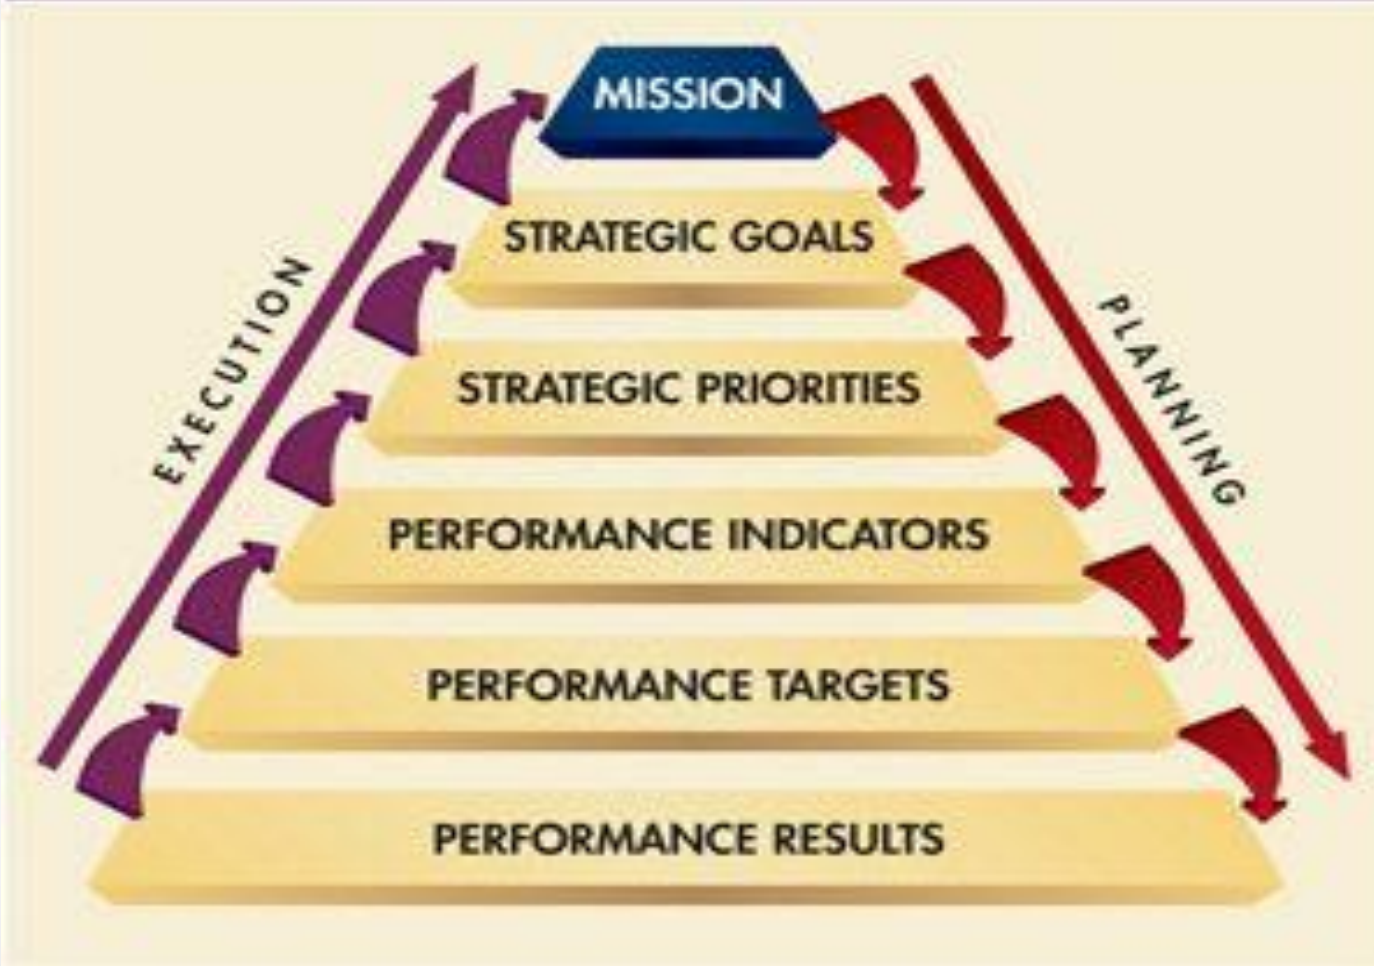 MISSION
STRATEGIC GOALS
EXECUTION
PLANNING
STRATEGIC PRIORITIES
PERFORMANCE INDICATORS
PERFORMANCE TARGETS
PERFORMANCE RESULTS